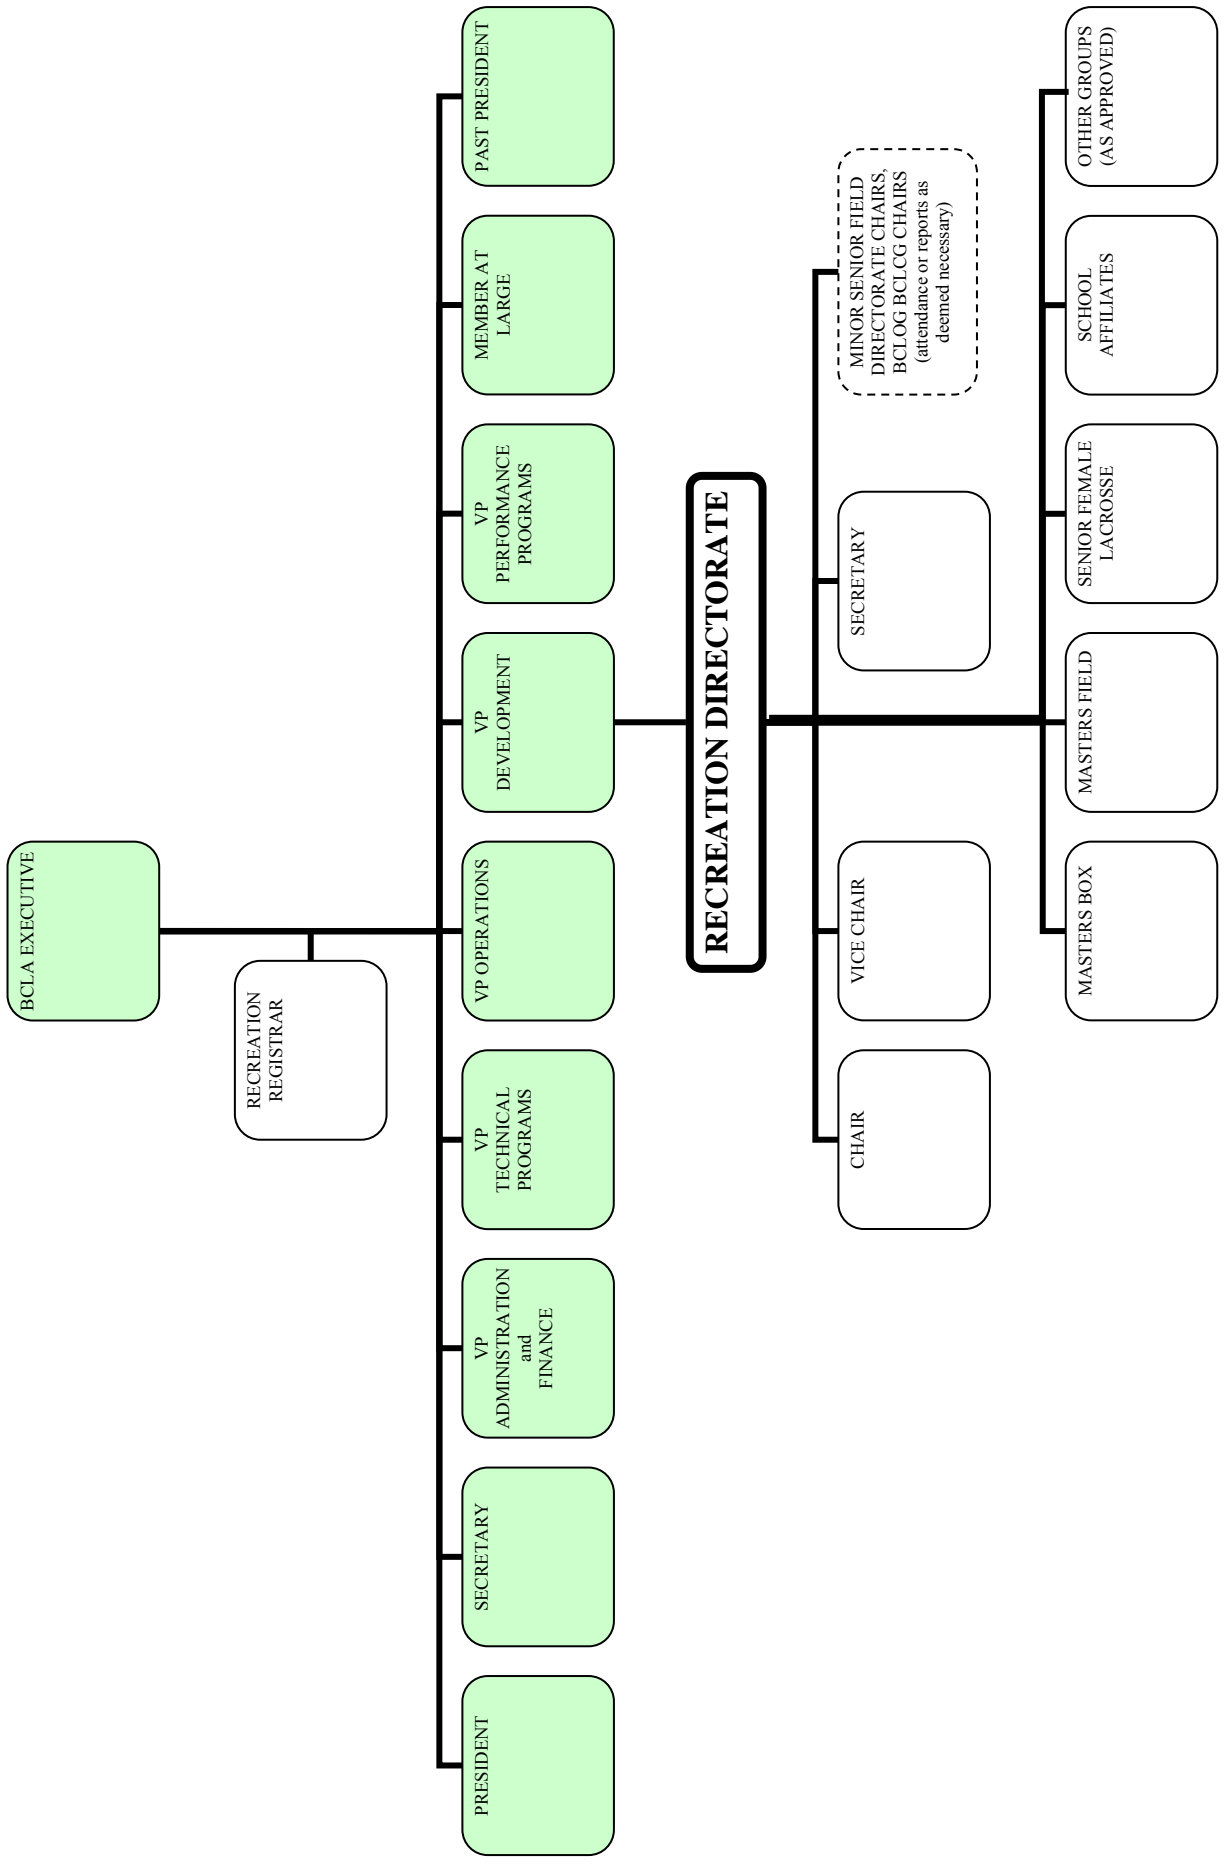 BCLA EXECUTIVE
RECREATION
REGISTRAR
PRESIDENT
SECRETARY
VP
ADMINISTRATION
and
FINANCE
VP
TECHNICAL
PROGRAMS
VP OPERATIONS
VP
DEVELOPMENT
VP
PERFORMANCE
PROGRAMS
MEMBER AT
LARGE
PAST PRESIDENT
RECREATION DIRECTORATE
CHAIR
VICE CHAIR
SECRETARY
MINOR SENIOR FIELD
DIRECTORATE CHAIRS,
BCLOG BCLCG CHAIRS
(attendance or reports as
deemed necessary)
MASTERS BOX
MASTERS FIELD
SENIOR FEMALE
LACROSSE
SCHOOL
AFFILIATES
OTHER GROUPS
(AS APPROVED)